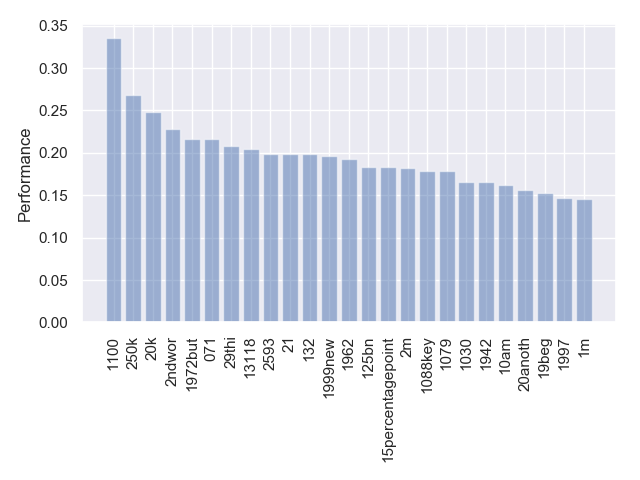 0.35
0.30
0.25
0.20
0.15
0.10
0.05
0.00
Performance
1100
250k
20k
2ndwor
1972but
071
29thi
13118
2593
21
132
1999new
1962
125bn
15percentagepoint
2m
1088key
1079
1030
1942
10am
20anoth
19beg
1997
1m